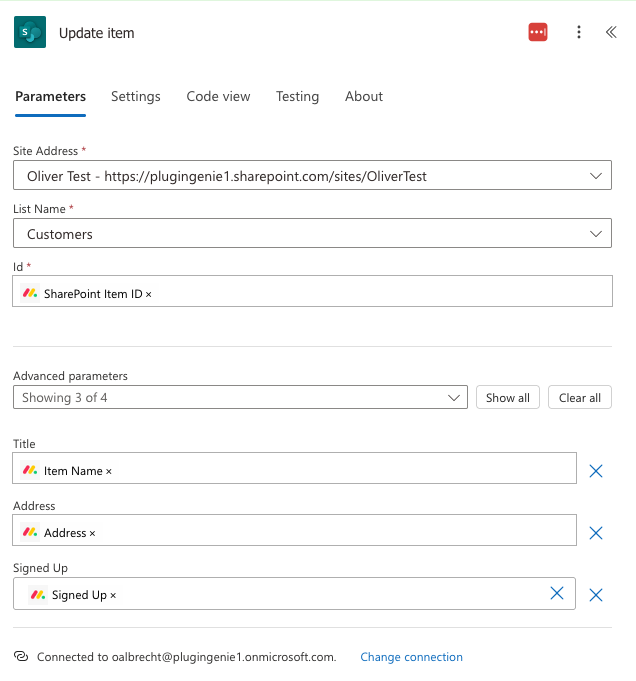 S Update item
Parameters Settings Code view Testing About
Site Address *
Oliver Test - https://plugingenie1.sharepoint.com/sites/OliverTest
List Name *
Customers
Id *
SharePoint Item ID ×
Advanced parameters
Showing 3 of 4 Show all Clear all
Title
Item Name ×
Address
Address ×
Signed Up
Signed Up ×
Connected to oalbrecht@plugingenie1.onmicrosoft.com. Change connection